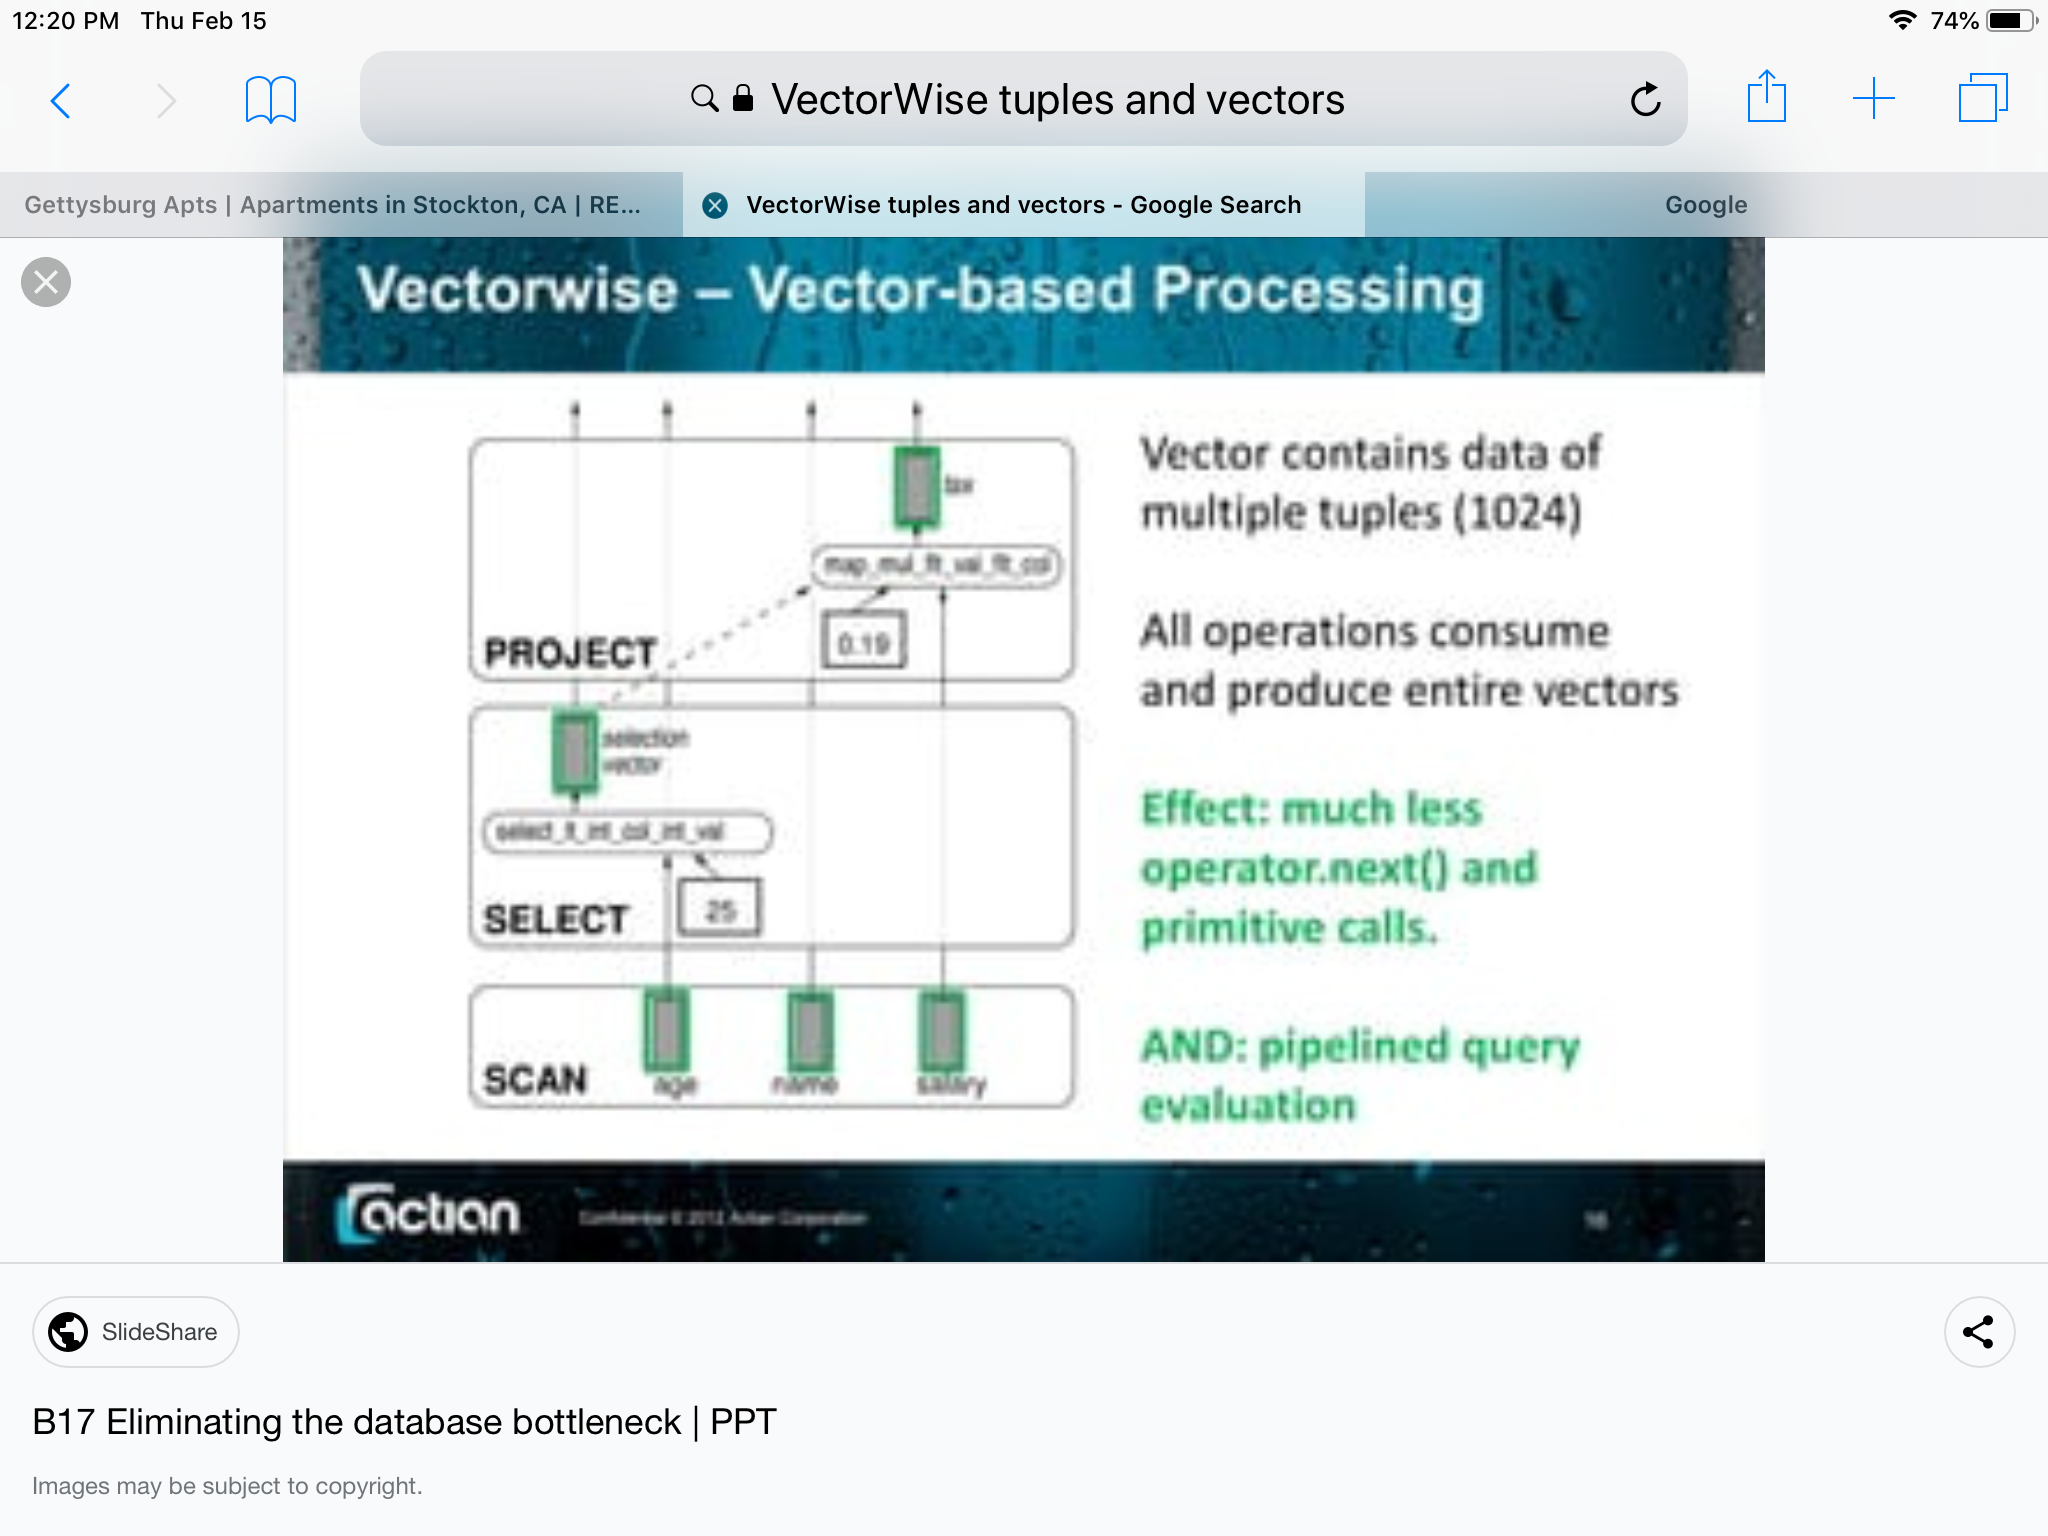 12:20 PM Thu Feb 15
74%
VectorWise tuples and vectors
Gettysburg Apts | Apartments in Stockton, CA | RE...
VectorWise tuples and vectors - Google Search
Google
Vectorwise – Vector-based Processing
tax
map_mul_flt_val_flt_col
0.19
PROJECT
selection
vector
select_lt_int_col_int_val
25
SELECT
SCAN
age
name
salary
Vector contains data of
multiple tuples (1024)
All operations consume
and produce entire vectors
Effect: much less
operator.next() and
primitive calls.
AND: pipelined query
evaluation
actian
Confidential © 2012 Actian Corporation
SlideShare
B17 Eliminating the database bottleneck | PPT
Images may be subject to copyright.